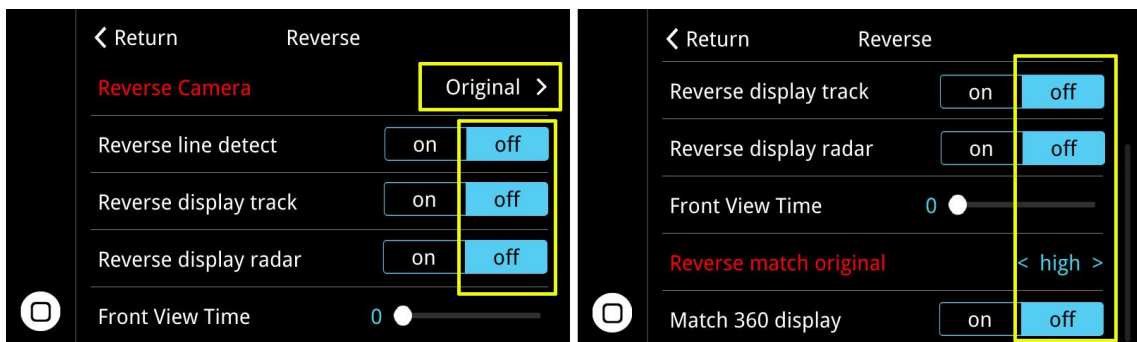 Return Reverse
Reverse Camera Original >
Reverse line detect on off
Reverse display track on off
Reverse display radar on off
Front View Time 0
Return Reverse
Reverse display track on off
Reverse display radar on off
Front View Time 0
Reverse match original < high >
Match 360 display on off